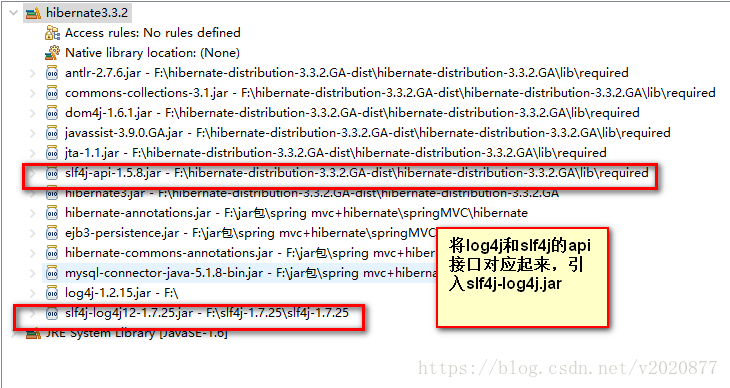 hibernate3.3.2
Access rules: No rules defined
Native library location: (None)
antlr-2.7.6.jar - F:\hibernate-distribution-3.3.2.GA-dist\hibernate-distribution-3.3.2.GA\lib\required
commons-collections-3.1.jar - F:\hibernate-distribution-3.3.2.GA-dist\hibernate-distribution-3.3.2.GA\lib\required
dom4j-1.6.1.jar - F:\hibernate-distribution-3.3.2.GA-dist\hibernate-distribution-3.3.2.GA\lib\required
javassist-3.9.0.GA.jar - F:\hibernate-distribution-3.3.2.GA-dist\hibernate-distribution-3.3.2.GA\lib\required
jta-1.1.jar - F:\hibernate-distribution-3.3.2.GA-dist\hibernate-distribution-3.3.2.GA\lib\required
slf4j-api-1.5.8.jar - F:\hibernate-distribution-3.3.2.GA-dist\hibernate-distribution-3.3.2.GA\lib\required
hibernate3.jar - F:\hibernate-distribution-3.3.2.GA-dist\hibernate-distribution-3.3.2.GA
hibernate-annotations.jar - F:\jar包\spring mvc+hibernate\springMVC\hibernate
ejb3-persistence.jar - F:\jar包\spring mvc+hibernate\springMV
hibernate-commons-annotations.jar - F:\jar包\spring mvc+
mysql-connector-java-5.1.8-bin.jar - F:\jar包\spring mvc+hiberna
log4j-1.2.15.jar - F:\
slf4j-log4j12-1.7.25.jar - F:\slf4j-1.7.25\slf4j-1.7.25
JRE System Library [JavaSE-1.6]
将log4j和slf4j的api
接口对应起来，引
入slf4j-log4j.jar
https://blog.csdn.net/v2020877